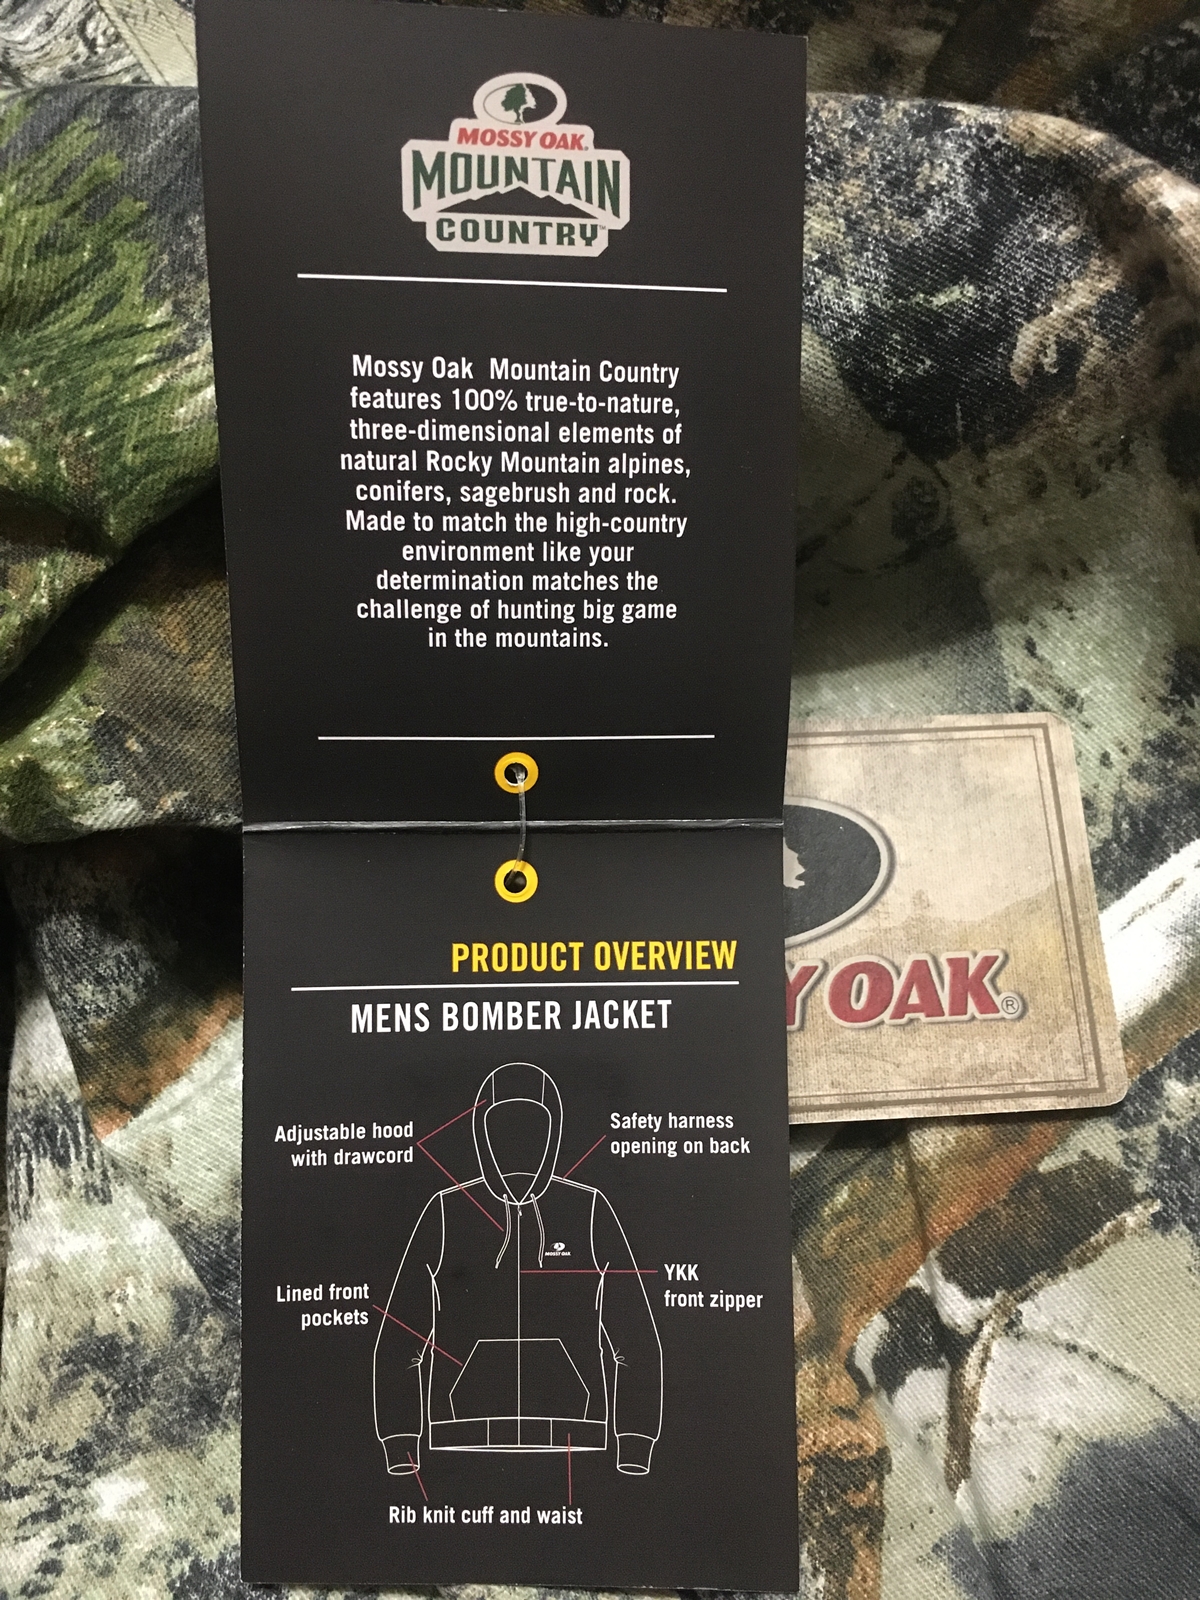 MOSSY OAK.
MOUNTAIN
COUNTRY™
Mossy Oak Mountain Country
features 100% true-to-nature,
three-dimensional elements of
natural Rocky Mountain alpines,
conifers, sagebrush and rock.
Made to match the high-country
environment like your
determination matches the
challenge of hunting big game
in the mountains.
Y OAK®
PRODUCT OVERVIEW
MENS BOMBER JACKET
Adjustable hood
with drawcord
Safety harness
opening on back
MOSSY OAK
YKK
front zipper
Lined front
pockets
Rib knit cuff and waist